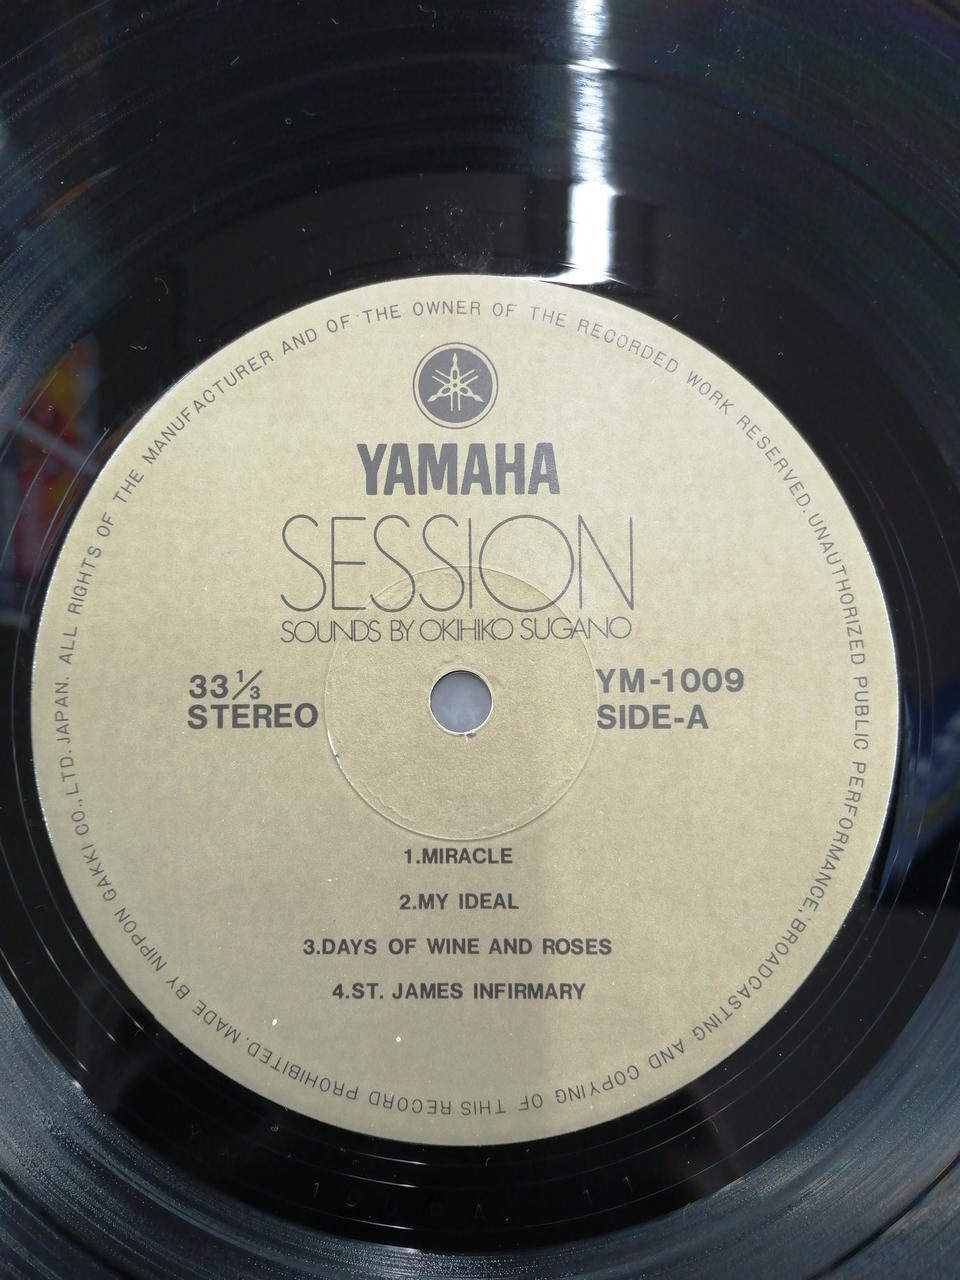 ALL RIGHTS OF THE MANUFACTURER AND OF THE OWNER OF THE RECORDED WORK RESERVED. UNAUTHORIZED PUBLIC PERFORMANCE, BROADCASTING AND COPYING OF THIS RECORD PROHIBITED. MADE BY NIPPON GAKKI CO., LTD. JAPAN.
YAMAHA
SESSION
SOUNDS BY OKIHIKO SUGANO
33 1/3
STEREO
YM-1009
SIDE-A
1.MIRACLE
2.MY IDEAL
3.DAYS OF WINE AND ROSES
4.ST. JAMES INFIRMARY